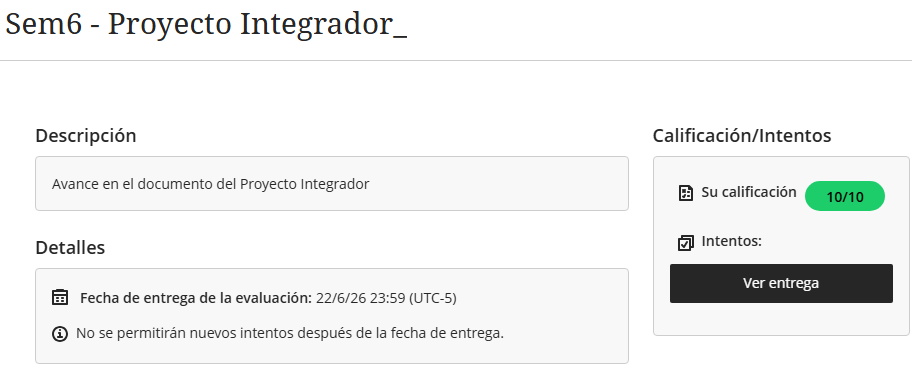 Sem6 - Proyecto Integrador_
Descripción
Avance en el documento del Proyecto Integrador
Detalles
Fecha de entrega de la evaluación: 22/6/26 23:59 (UTC-5)
No se permitirán nuevos intentos después de la fecha de entrega.
Calificación/Intentos
Su calificación 10/10
Intentos:
Ver entrega